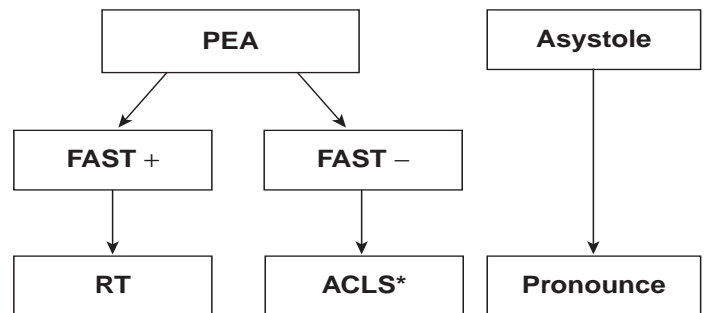 PEA
Asystole
FAST +
FAST −
RT
ACLS*
Pronounce